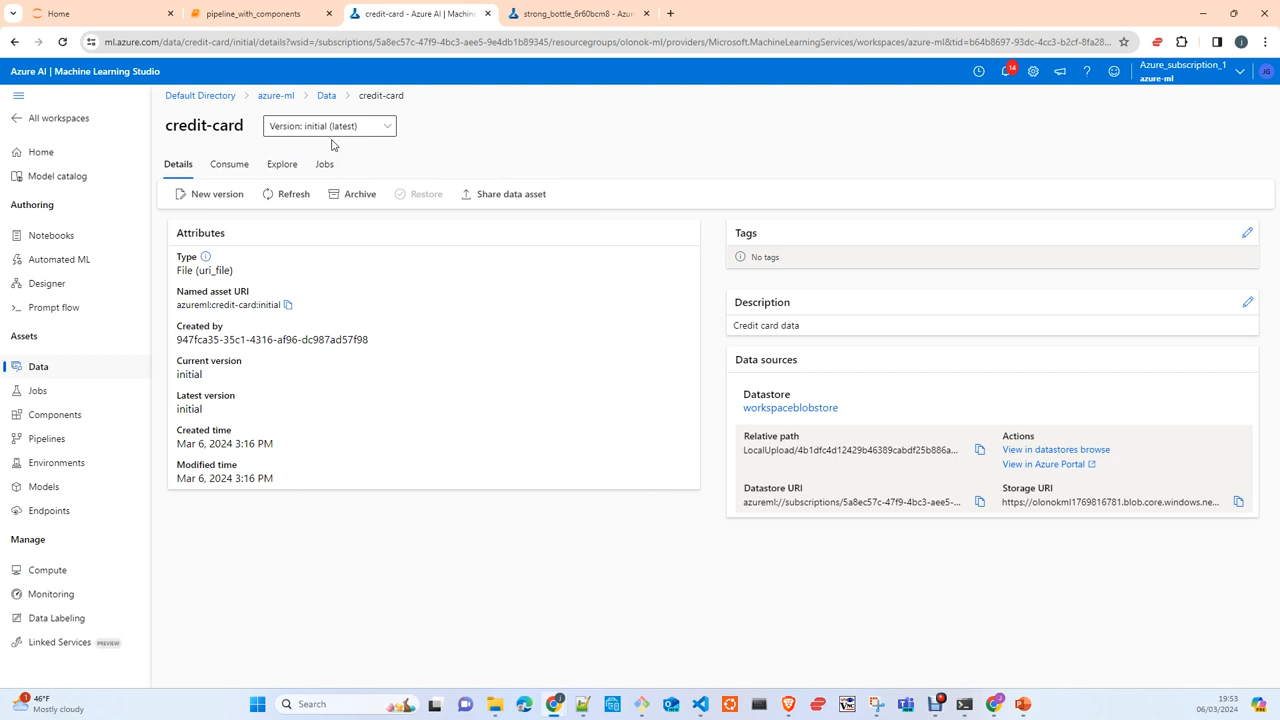 Home
pipeline_with_components
credit-card - Azure AI | Machin
strong_bottle_6r60bcm8 - Azur
ml.azure.com/data/credit-card/initial/details?wsid=/subscriptions/5a8ec57c-47f9-4bc3-aee5-9e4db1b89345/resourcegroups/olonok-ml/providers/Microsoft.MachineLearningServices/workspaces/azure-ml&tid=b64b8697-93dc-4cc3-b2cf-8fa28...
Azure AI | Machine Learning Studio
14
Azure_subscription_1
azure-ml
JG
All workspaces
Home
Model catalog
Authoring
Notebooks
Automated ML
Designer
Prompt flow
Assets
Data
Jobs
Components
Pipelines
Environments
Models
Endpoints
Manage
Compute
Monitoring
Data Labeling
Linked Services PREVIEW
Default Directory > azure-ml > Data > credit-card
credit-card
Version: initial (latest)
Details Consume Explore Jobs
New version Refresh Archive Restore Share data asset
Attributes
Type
File (uri_file)
Named asset URI
azureml:credit-card:initial
Created by
947fca35-35c1-4316-af96-dc987ad57f98
Current version
initial
Latest version
initial
Created time
Mar 6, 2024 3:16 PM
Modified time
Mar 6, 2024 3:16 PM
Tags
No tags
Description
Credit card data
Data sources
Datastore
workspaceblobstore
Relative path
LocalUpload/4b1dfc4d12429b46389cabdf25b886a...
Actions
View in datastores browse
View in Azure Portal
Datastore URI
azureml://subscriptions/5a8ec57c-47f9-4bc3-aee5-...
Storage URI
https://olonokml1769816781.blob.core.windows.ne...
1
46°F
Mostly cloudy
Search
19:53
06/03/2024